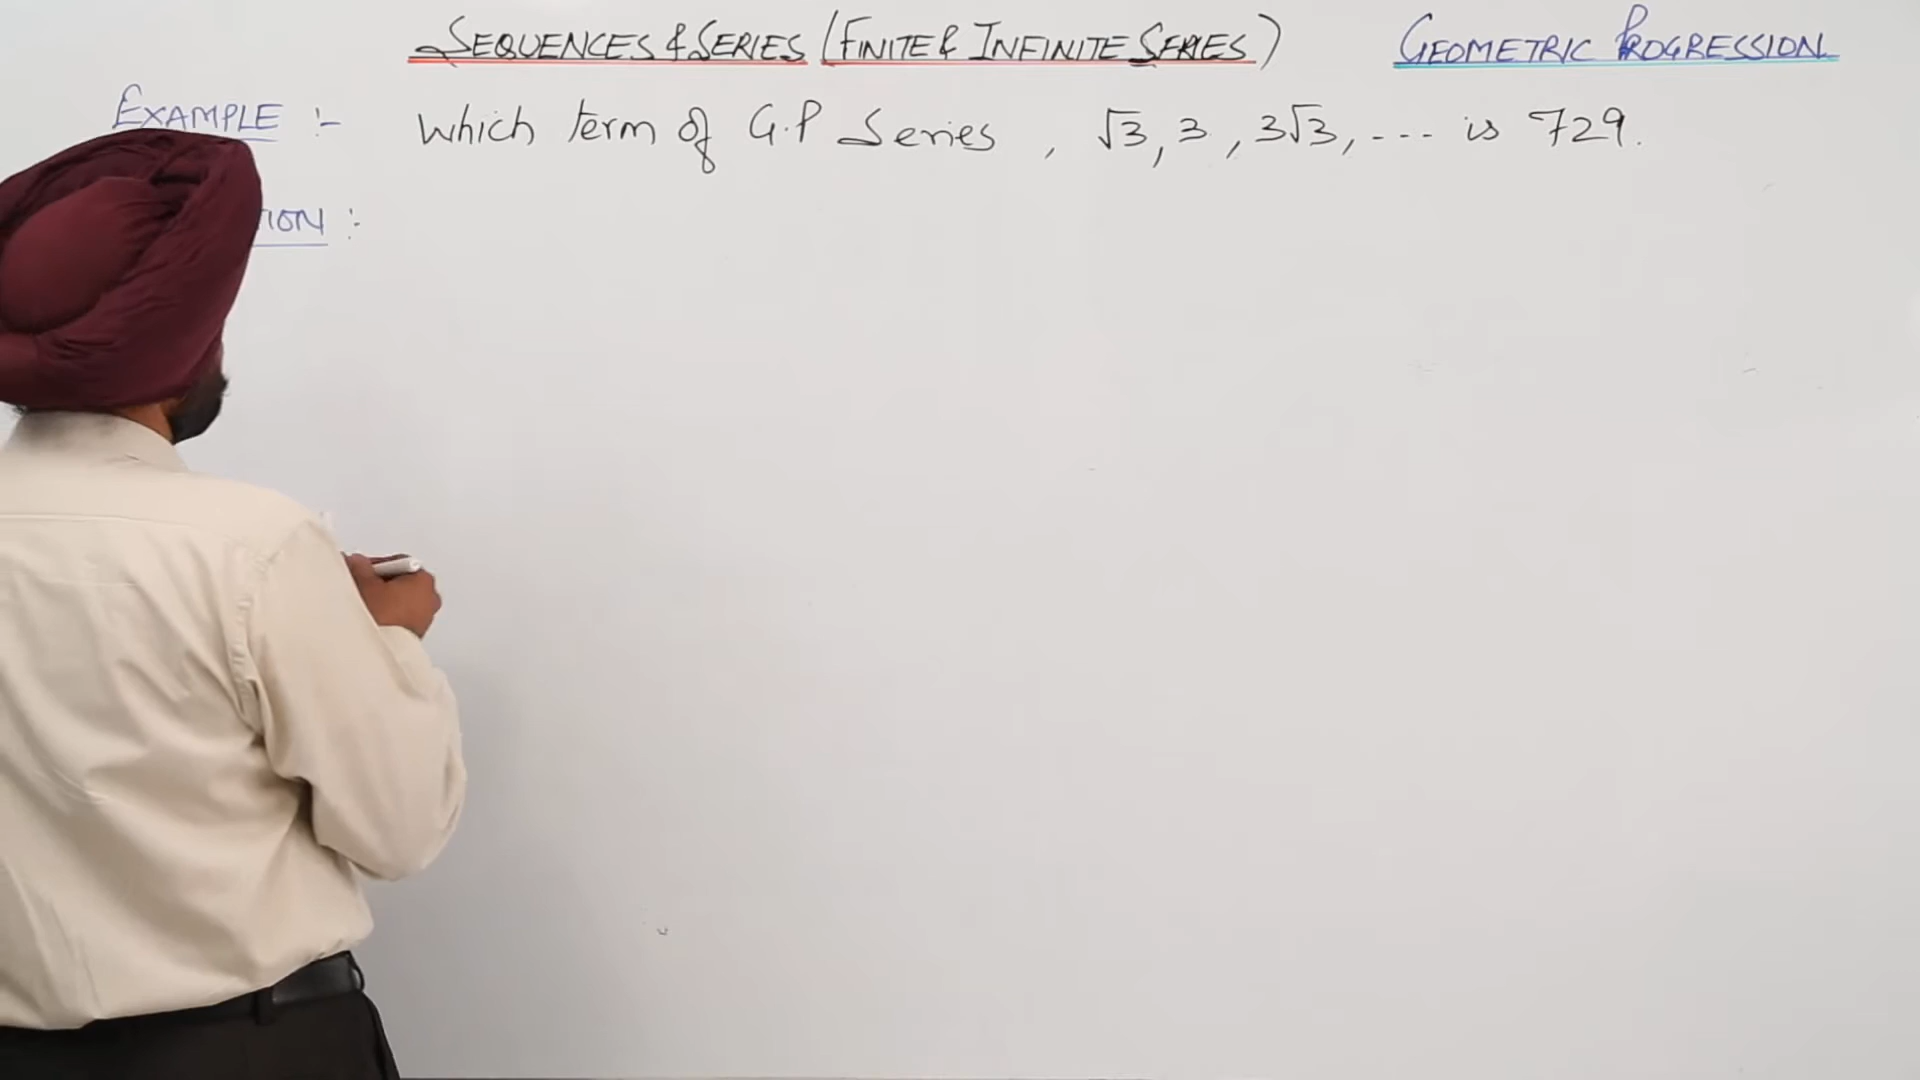 SEQUENCES & SERIES (FINITE & INFINITE SERIES) GEOMETRIC PROGRESSION
EXAMPLE :- Which term of G.P Series, √3, 3, 3√3, --- is 729.